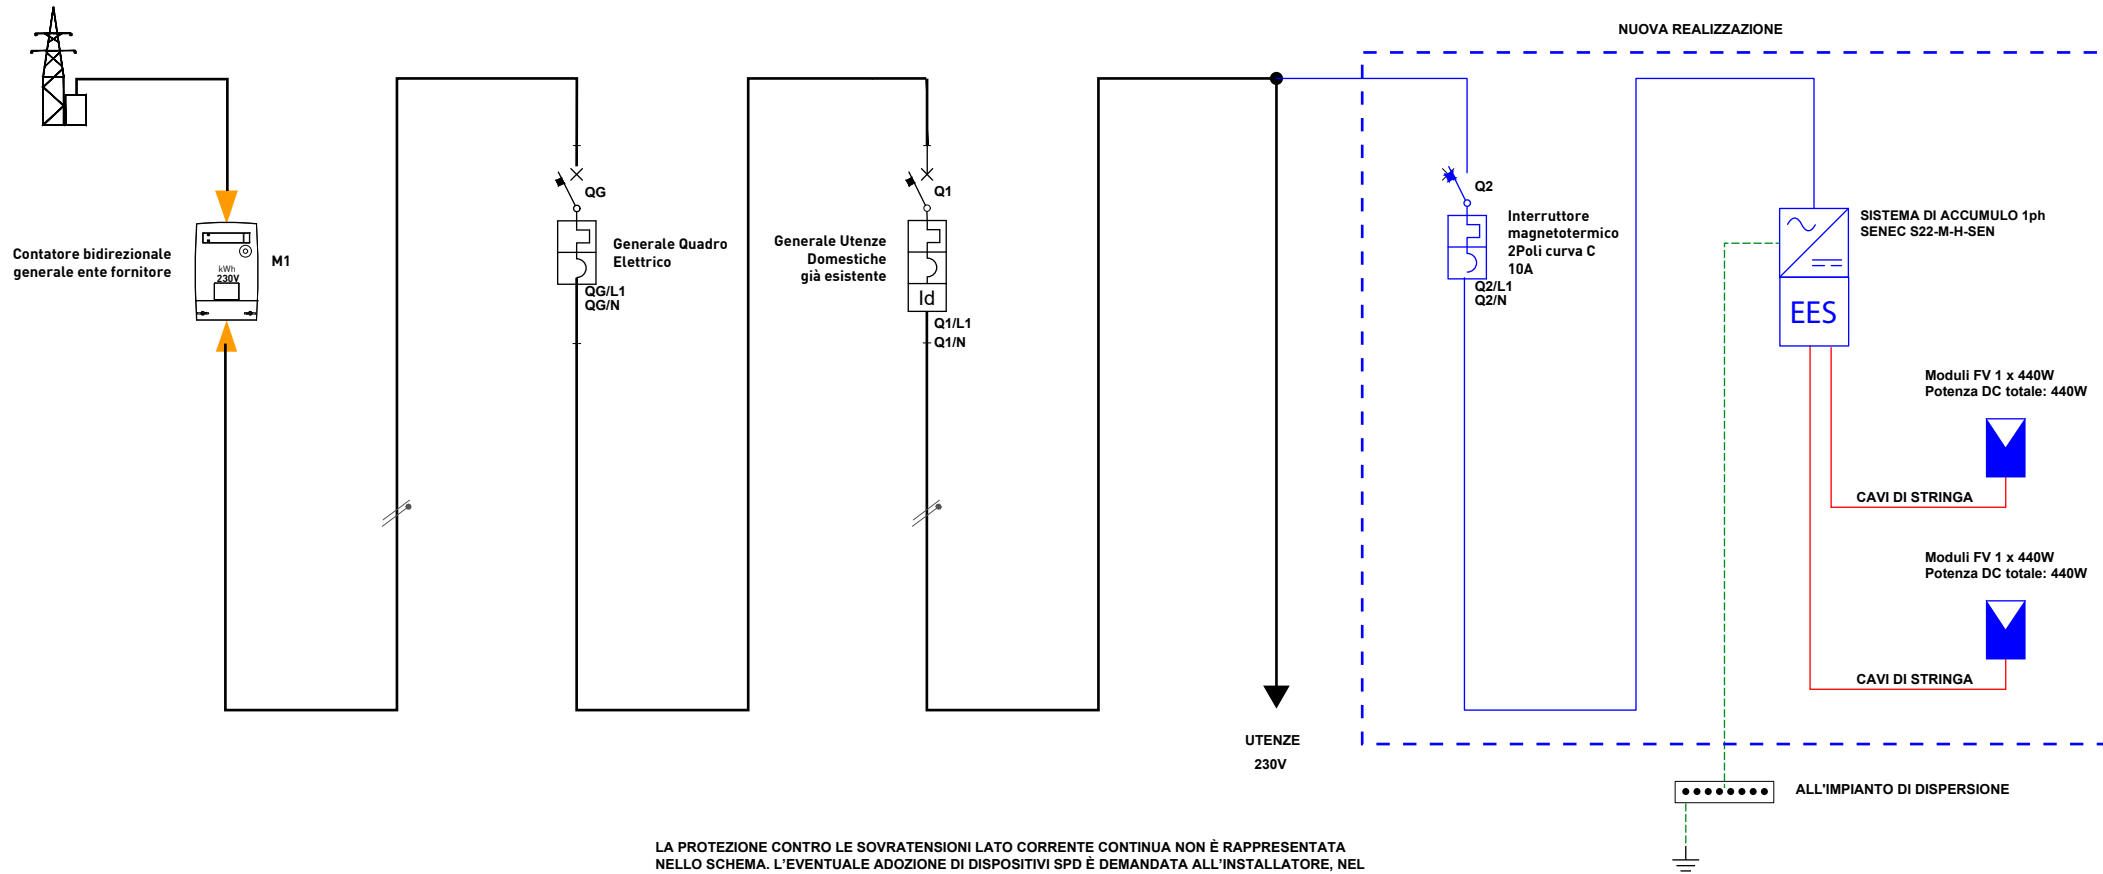 NUOVA REALIZZAZIONE
Contatore bidirezionale
generale ente fornitore
kWh
230V
M1
QG
Generale Quadro
Elettrico
QG/L1
QG/N
Generale Utenze
Domestiche
già esistente
Q1
Id
Q1/L1
Q1/N
Q2
Interruttore
magnetotermico
2Poli curva C
10A
Q2/L1
Q2/N
SISTEMA DI ACCUMULO 1ph
SENEC S22-M-H-SEN
EES
Moduli FV 1 x 440W
Potenza DC totale: 440W
CAVI DI STRINGA
Moduli FV 1 x 440W
Potenza DC totale: 440W
CAVI DI STRINGA
UTENZE
230V
ALL'IMPIANTO DI DISPERSIONE
LA PROTEZIONE CONTRO LE SOVRATENSIONI LATO CORRENTE CONTINUA NON È RAPPRESENTATA
NELLO SCHEMA. L’EVENTUALE ADOZIONE DI DISPOSITIVI SPD È DEMANDATA ALL’INSTALLATORE, NEL